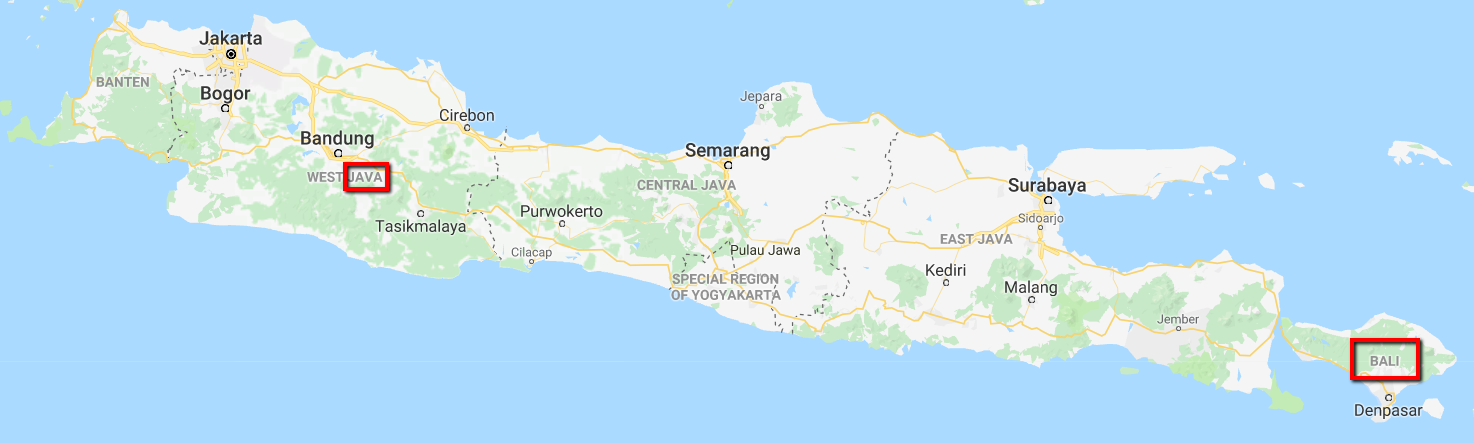 Jakarta
BANTEN
Bogor
Jepara
Cirebon
Bandung
Semarang
WEST JAVA
CENTRAL JAVA
Surabaya
Purwokerto
Sidoarjo
Tasikmalaya
EAST JAVA
Cilacap
Pulau Jawa
Kediri
SPECIAL REGION
OF YOGYAKARTA
Malang
Jember
BALI
Denpasar